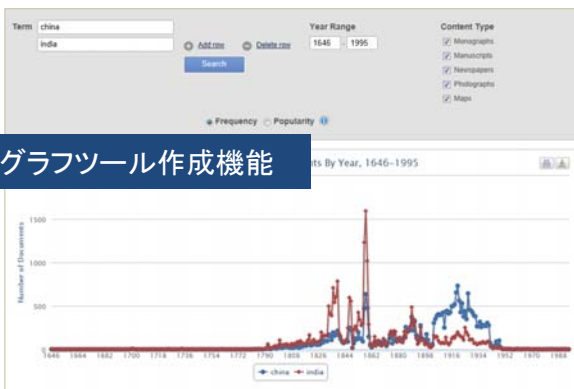 Term china Year Range Content Type
india Add row Delete row 1646 - 1995 Monographs
Search Manuscripts
Newspapers
Photographs
Maps
Frequency Popularity
グラフツール作成機能
ts By Year, 1646-1995
Number of Documents
1500
1000
500
1646 1664 1682 1700 1718 1736 1754 1772 1790 1808 1826 1844 1862 1880 1898 1916 1934 1952 1970 1988
china india